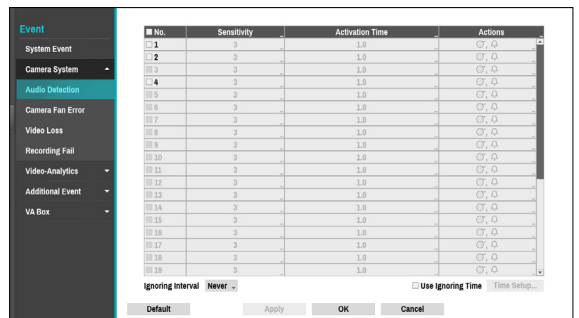 Event
System Event
Camera System
Audio Detection
Camera Fan Error
Video Loss
Recording Fail
Video-Analytics
Additional Event
VA Box
No. Sensitivity Activation Time Actions
1 3 1.0
2 3 1.0
3 3 1.0
4 3 1.0
5 3 1.0
6 3 1.0
7 3 1.0
8 3 1.0
9 3 1.0
10 3 1.0
11 3 1.0
12 3 1.0
13 3 1.0
14 3 1.0
15 3 1.0
16 3 1.0
17 3 1.0
18 3 1.0
19 3 1.0
Ignoring Interval Never Use Ignoring Time Time Setup...
Default Apply OK Cancel